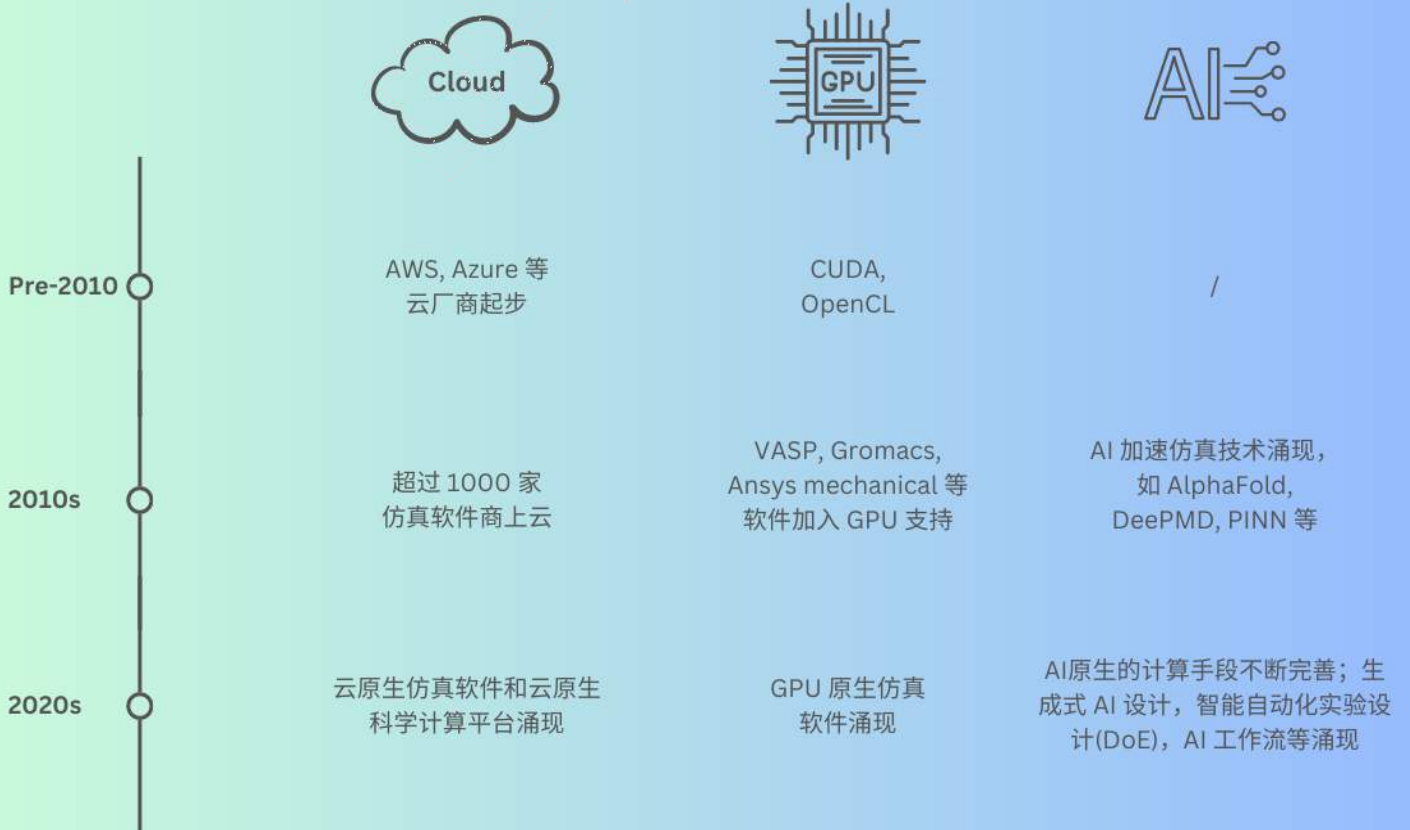 Cloud
GPU
AI
Pre-2010
AWS, Azure 等
云厂商起步
CUDA,
OpenCL
/
2010s
超过 1000 家
仿真软件商上云
VASP, Gromacs,
Ansys mechanical 等
软件加入 GPU 支持
AI 加速仿真技术涌现，
如 AlphaFold,
DeePMD, PINN 等
2020s
云原生仿真软件和云原生
科学计算平台涌现
GPU 原生仿真
软件涌现
AI原生的计算手段不断完善；生
成式 AI 设计，智能自动化实验设
计(DoE)，AI 工作流等涌现